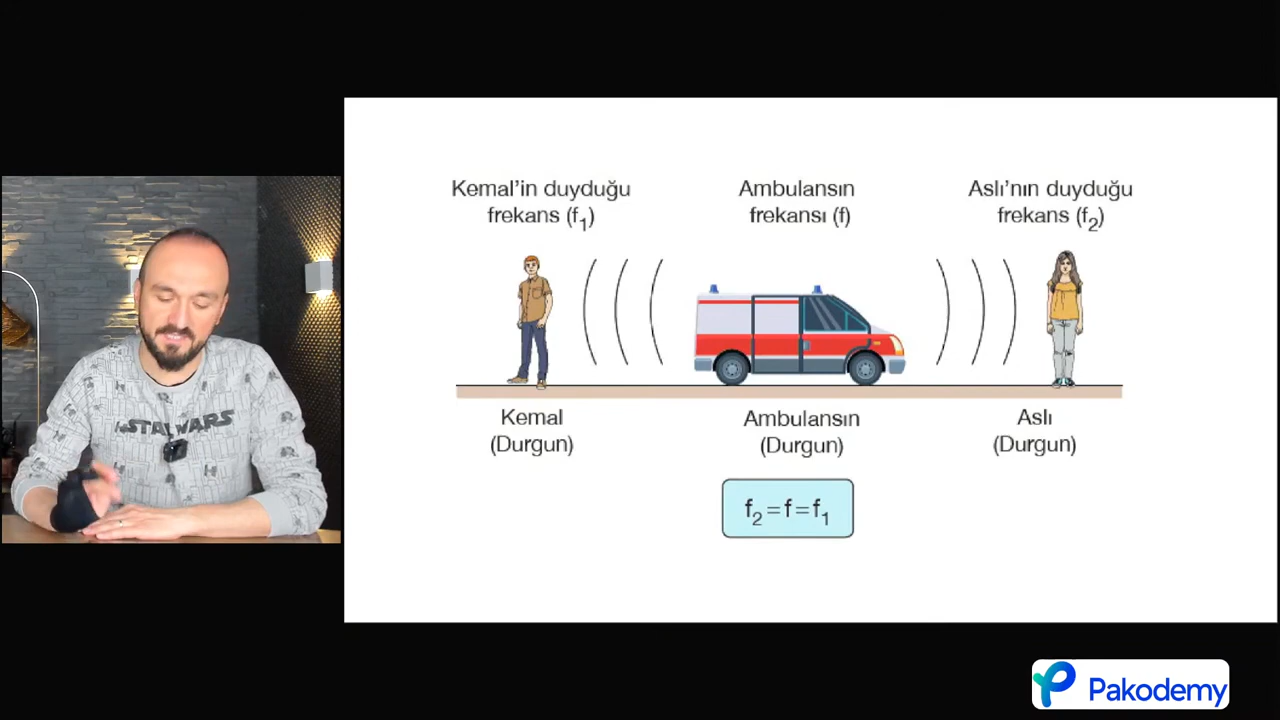 Kemal'in duyduğu
frekans (f₁)
Ambulansın
frekansı (f)
Aslı'nın duyduğu
frekans (f₂)
STAR WARS
Kemal
(Durgun)
Ambulansın
(Durgun)
Aslı
(Durgun)
f₂=f=f₁
Pakodemy